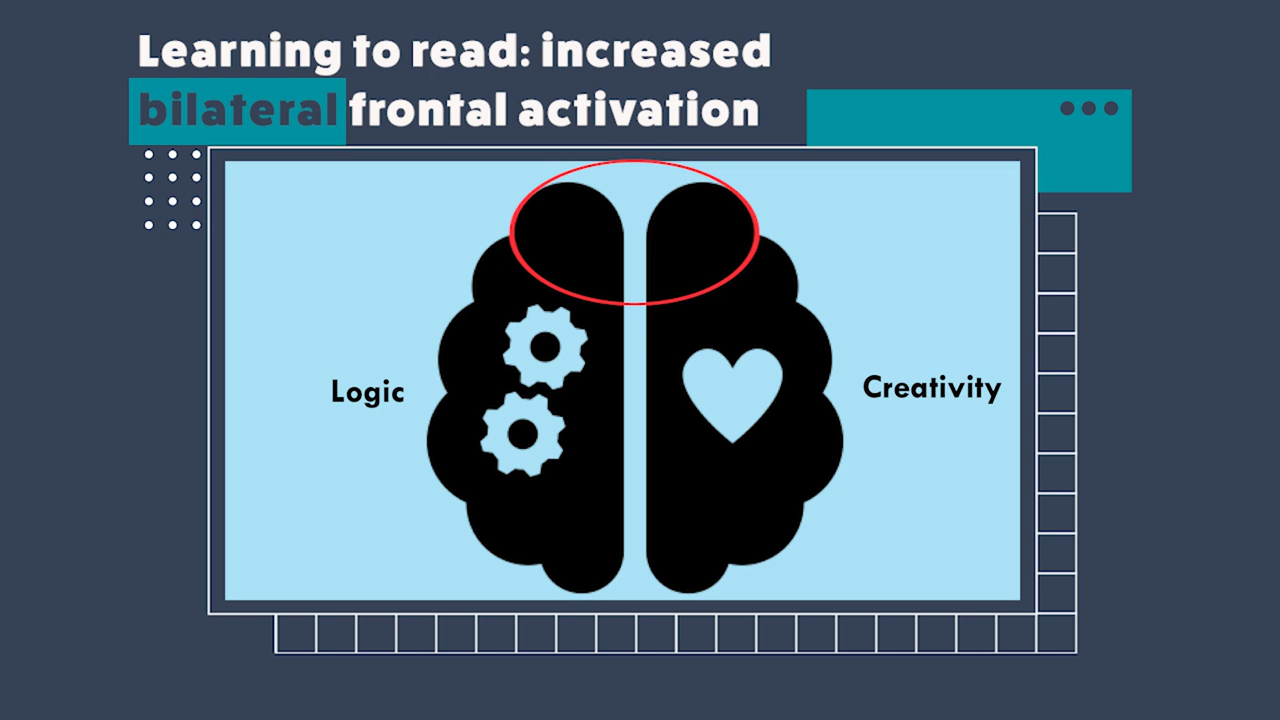 Learning to read: increased
bilateral frontal activation
Logic
Creativity